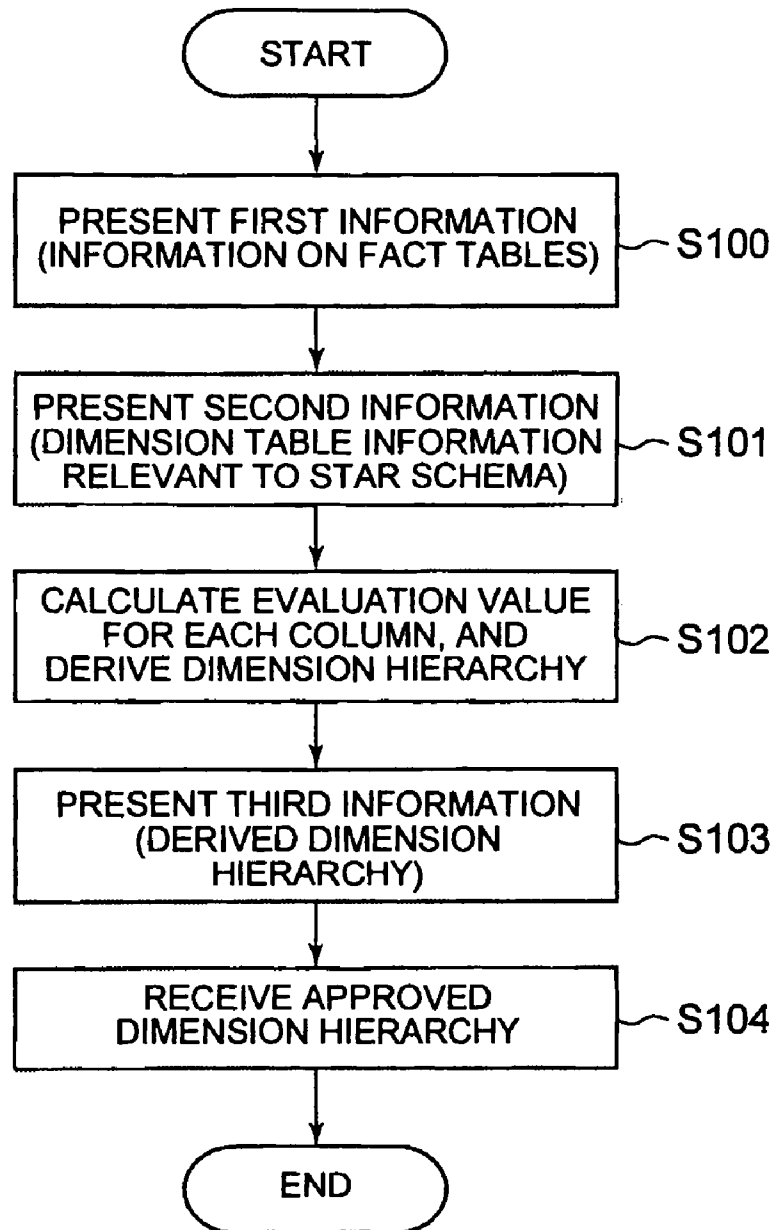 START
PRESENT FIRST INFORMATION
(INFORMATION ON FACT TABLES)
S100
PRESENT SECOND INFORMATION
(DIMENSION TABLE INFORMATION
RELEVANT TO STAR SCHEMA)
S101
CALCULATE EVALUATION VALUE
FOR EACH COLUMN, AND
DERIVE DIMENSION HIERARCHY
S102
PRESENT THIRD INFORMATION
(DERIVED DIMENSION
HIERARCHY)
S103
RECEIVE APPROVED
DIMENSION HIERARCHY
S104
END